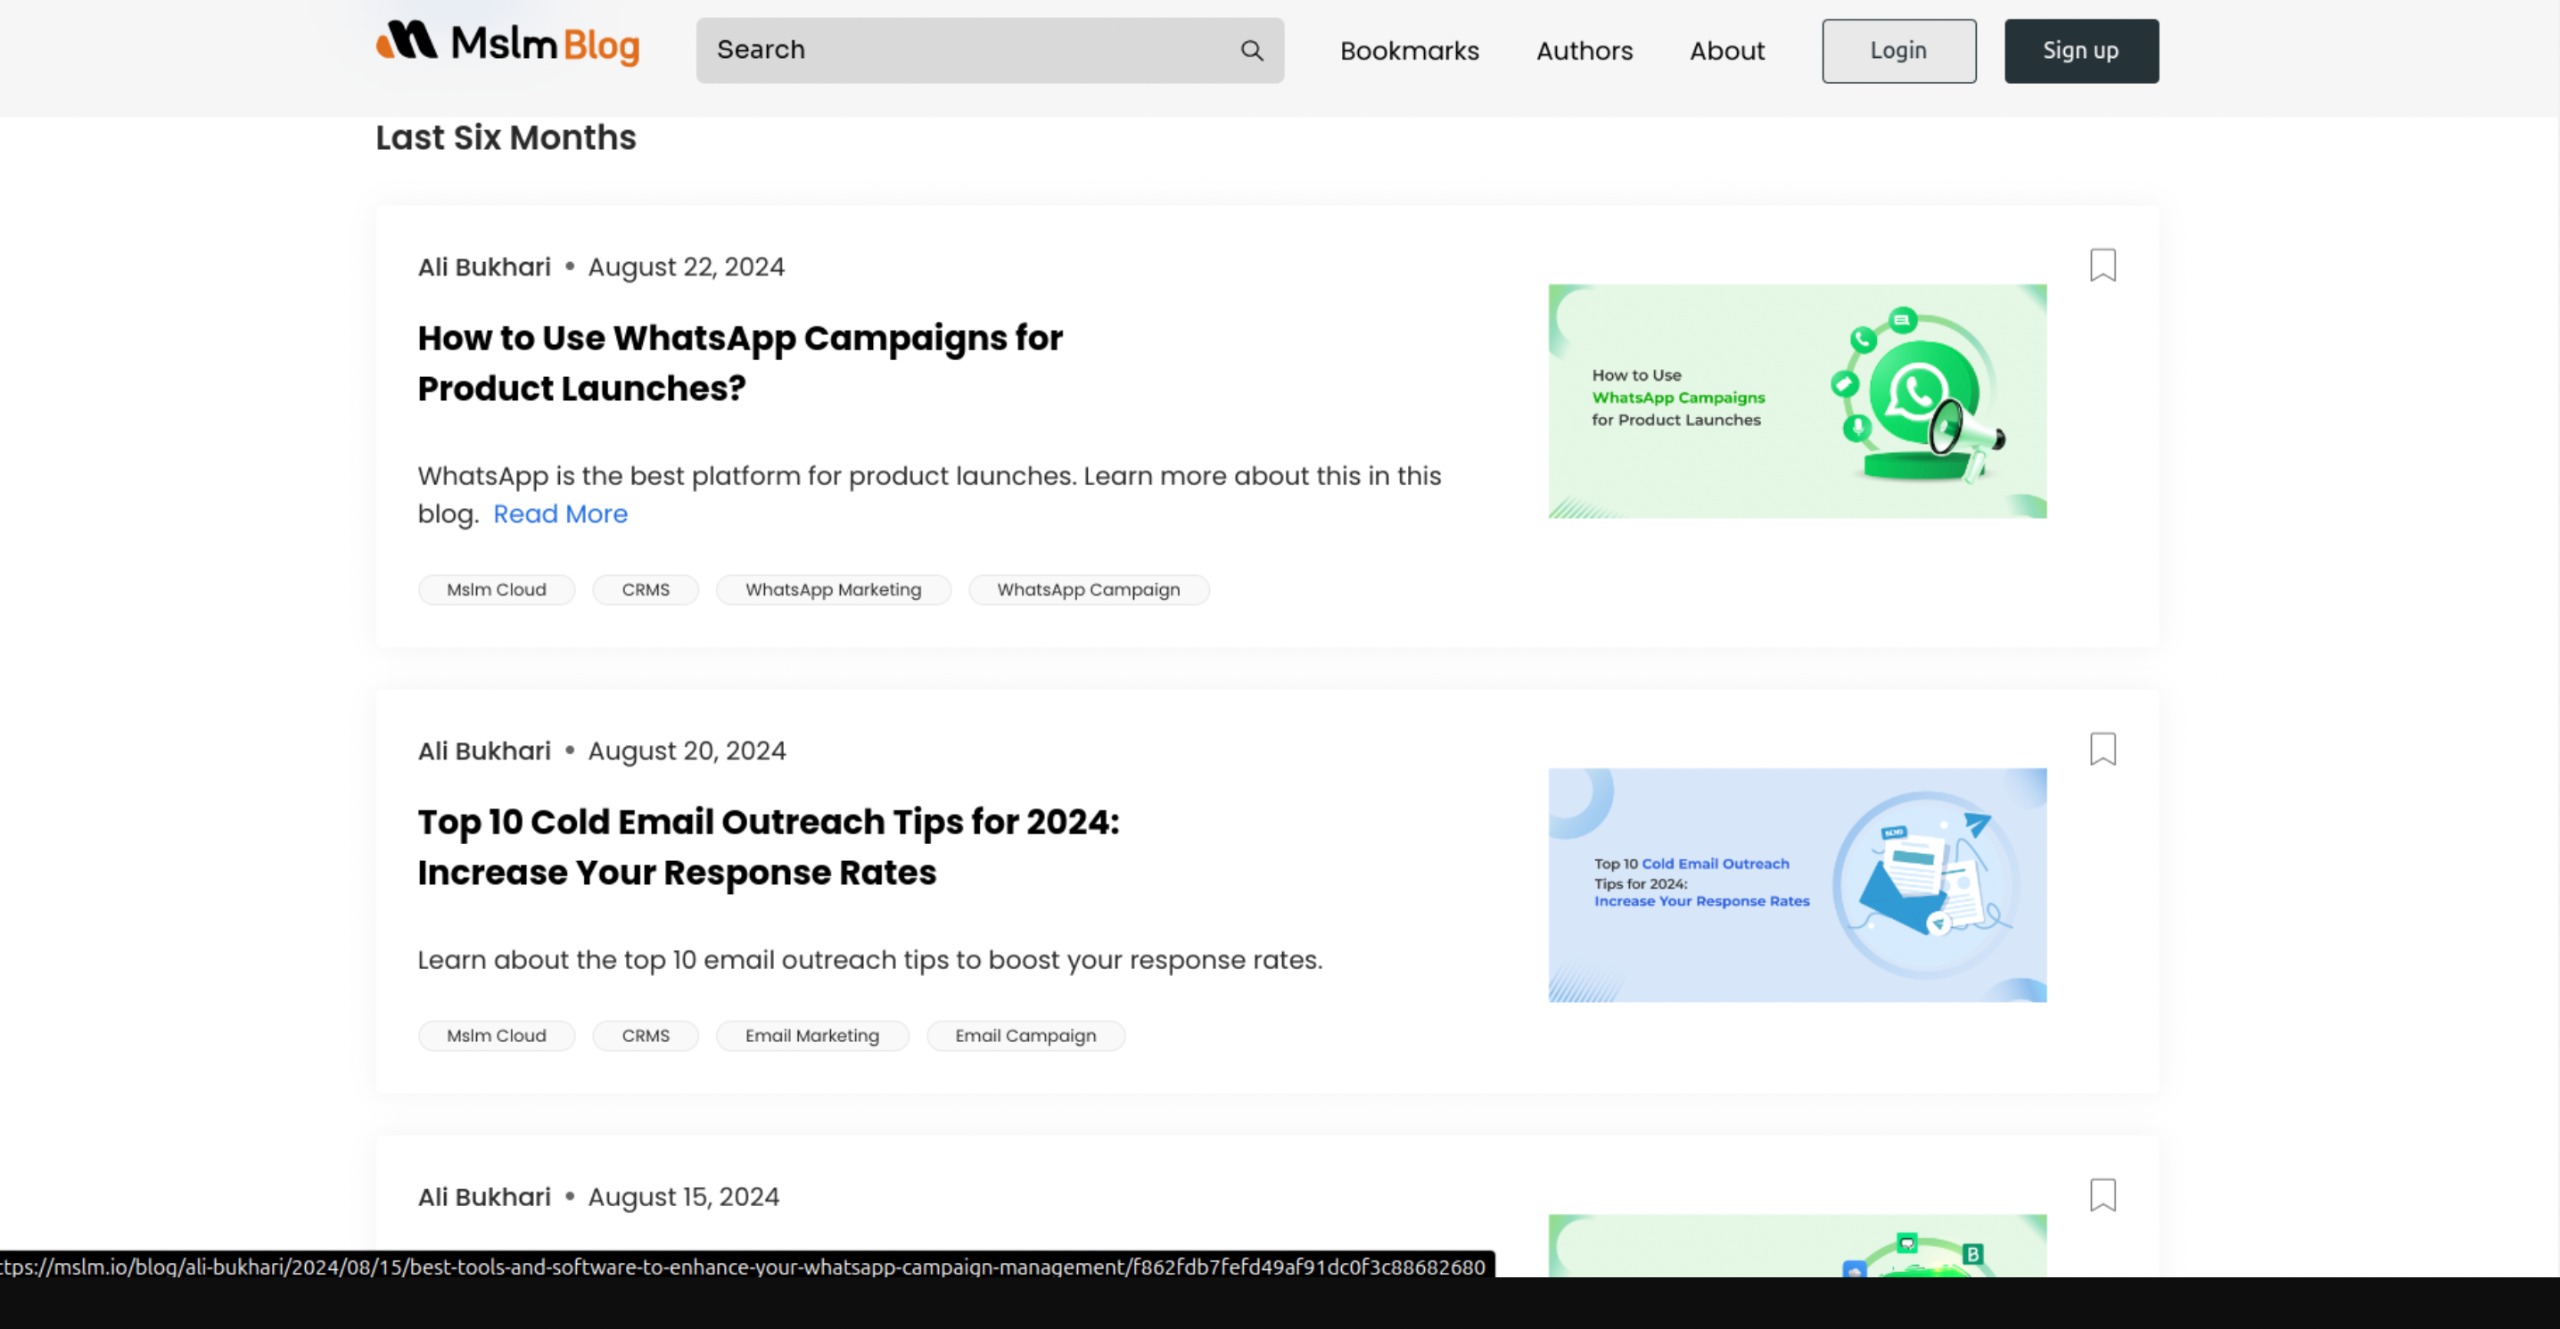 Mslm Blog
Search
Bookmarks
Authors
About
Login
Sign up
Last Six Months
Ali Bukhari • August 22, 2024
How to Use WhatsApp Campaigns for
Product Launches?
WhatsApp is the best platform for product launches. Learn more about this in this
blog. Read More
Mslm Cloud
CRMS
WhatsApp Marketing
WhatsApp Campaign
How to Use
WhatsApp Campaigns
for Product Launches
Ali Bukhari • August 20, 2024
Top 10 Cold Email Outreach Tips for 2024:
Increase Your Response Rates
Learn about the top 10 email outreach tips to boost your response rates.
Mslm Cloud
CRMS
Email Marketing
Email Campaign
Top 10 Cold Email Outreach
Tips for 2024:
Increase Your Response Rates
SEND
Ali Bukhari • August 15, 2024
B
ttps://mslm.io/blog/ali-bukhari/2024/08/15/best-tools-and-software-to-enhance-your-whatsapp-campaign-management/f862fdb7fefd49af91dc0f3c88682680